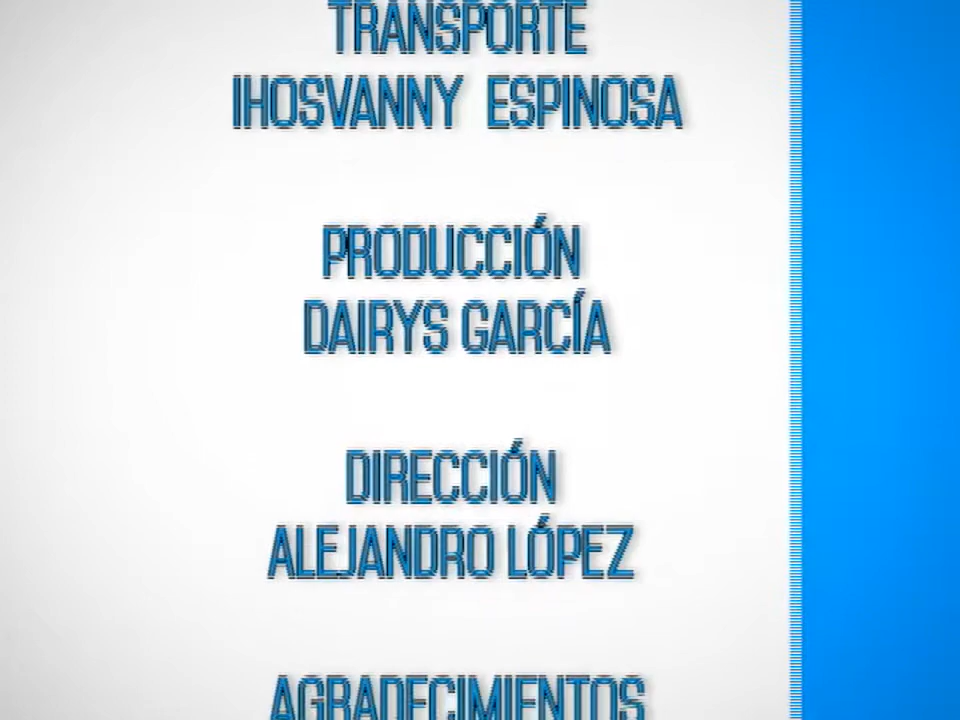 TRANSPORTE
IHOSVANNY ESPINOSA
PRODUCCIÓN
DAIRYS GARCÍA
DIRECCIÓN
ALEJANDRO LÓPEZ
AGRADECIMIENTOS